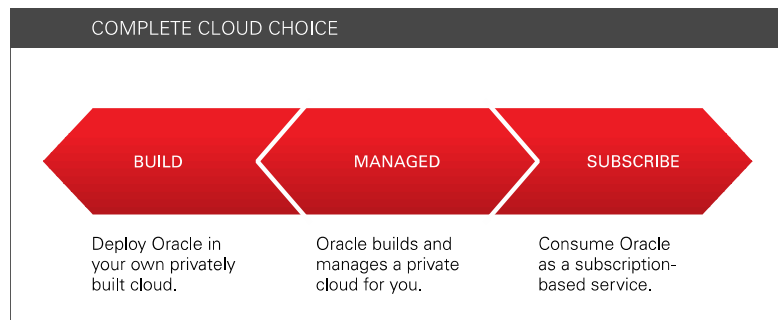 COMPLETE CLOUD CHOICE
BUILD
MANAGED
SUBSCRIBE
Deploy Oracle in
your own privately
built cloud.
Oracle builds and
manages a private
cloud for you.
Consume Oracle
as a subscription-
based service.